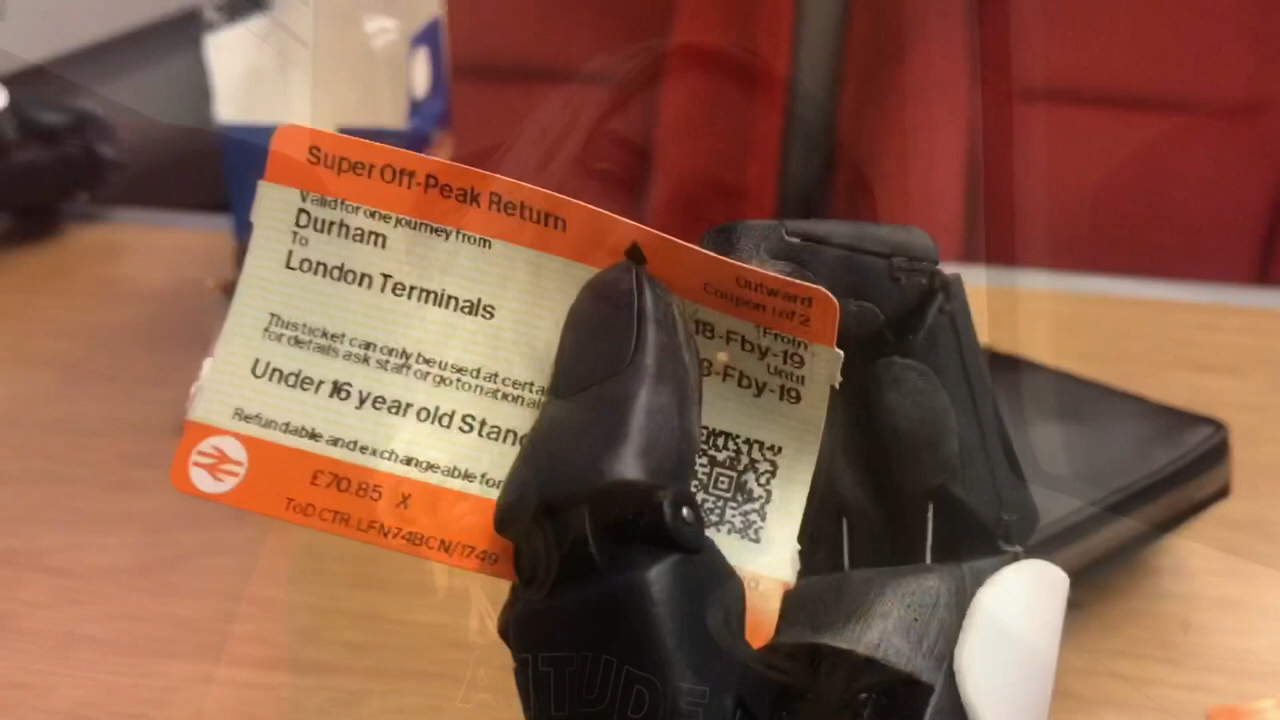 Super Off-Peak Return
Valid for one journey from
Durham
To
London Terminals
This ticket can only be used at certa
for details ask staff or go to national
Under 16 year old Stand
Refundable and exchangeable for
£70.85 X
ToD CTR LFN74BCN/1749
Outward
Coupon 1 of 2
From
18-Fby-19
Until
8-Fby-19
ATITUDE